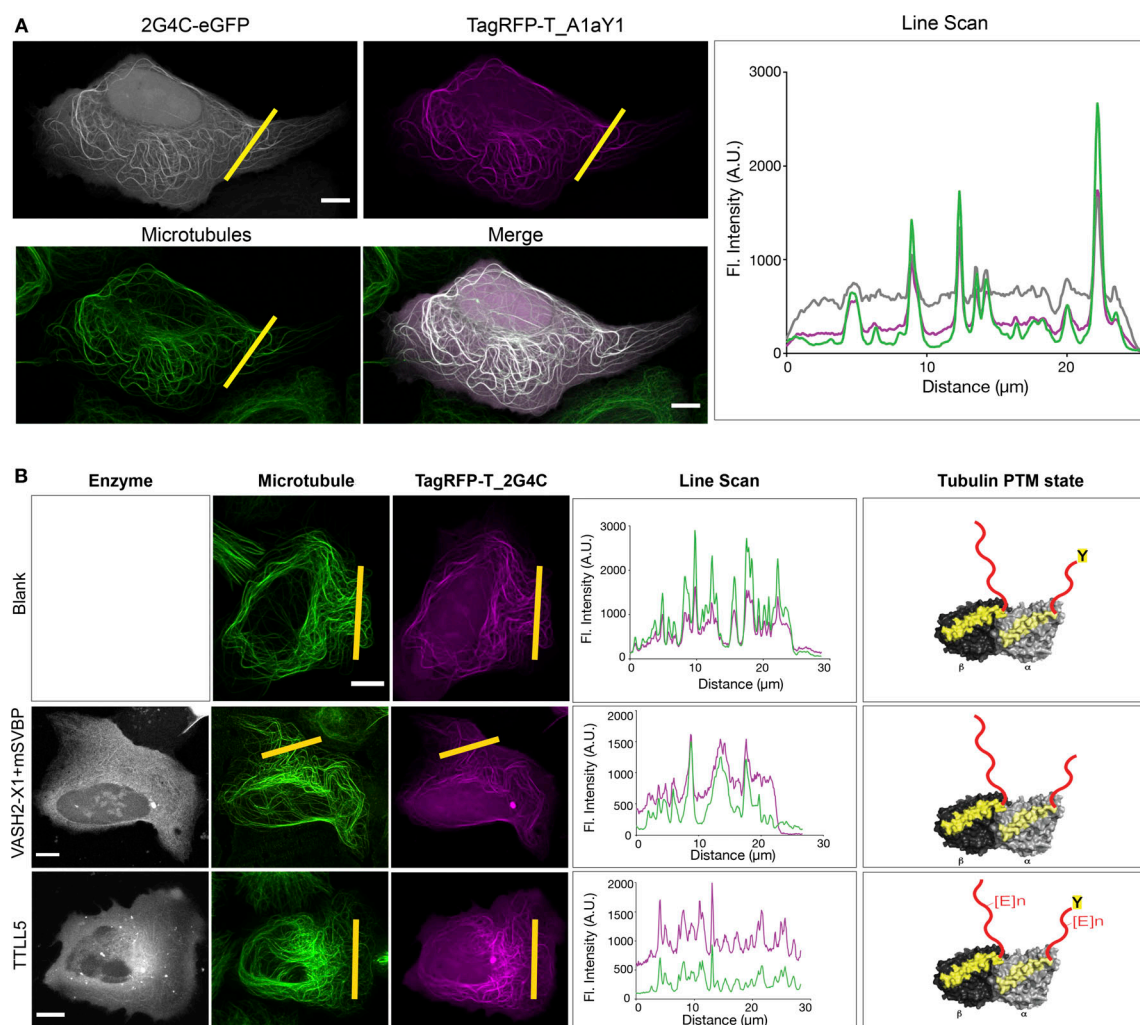 A
2G4C-eGFP
TagRFP-T_A1aY1
Line Scan
Microtubules
Merge
Fl. Intensity (A.U.)
3000
2000
1000
0
0 10 20
Distance (µm)
B
Enzyme
Microtubule
TagRFP-T_2G4C
Line Scan
Tubulin PTM state
Blank
Fl. Intensity (A.U.)
3000
2000
1000
0
0 10 20 30
Distance (µm)
Y
β α
VASH2-X1+mSVBP
Fl. Intensity (A.U.)
2000
1500
1000
500
0
0 10 20 30
Distance (µm)
β α
TTLL5
Fl. Intensity (A.U.)
2000
1500
1000
500
0
0 10 20 30
Distance (µm)
[E]n
Y
[E]n
β α